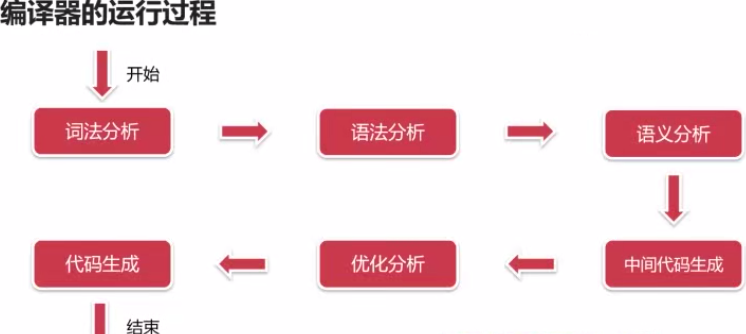 编译器的运行过程
开始
词法分析
语法分析
语义分析
中间代码生成
优化分析
代码生成
结束